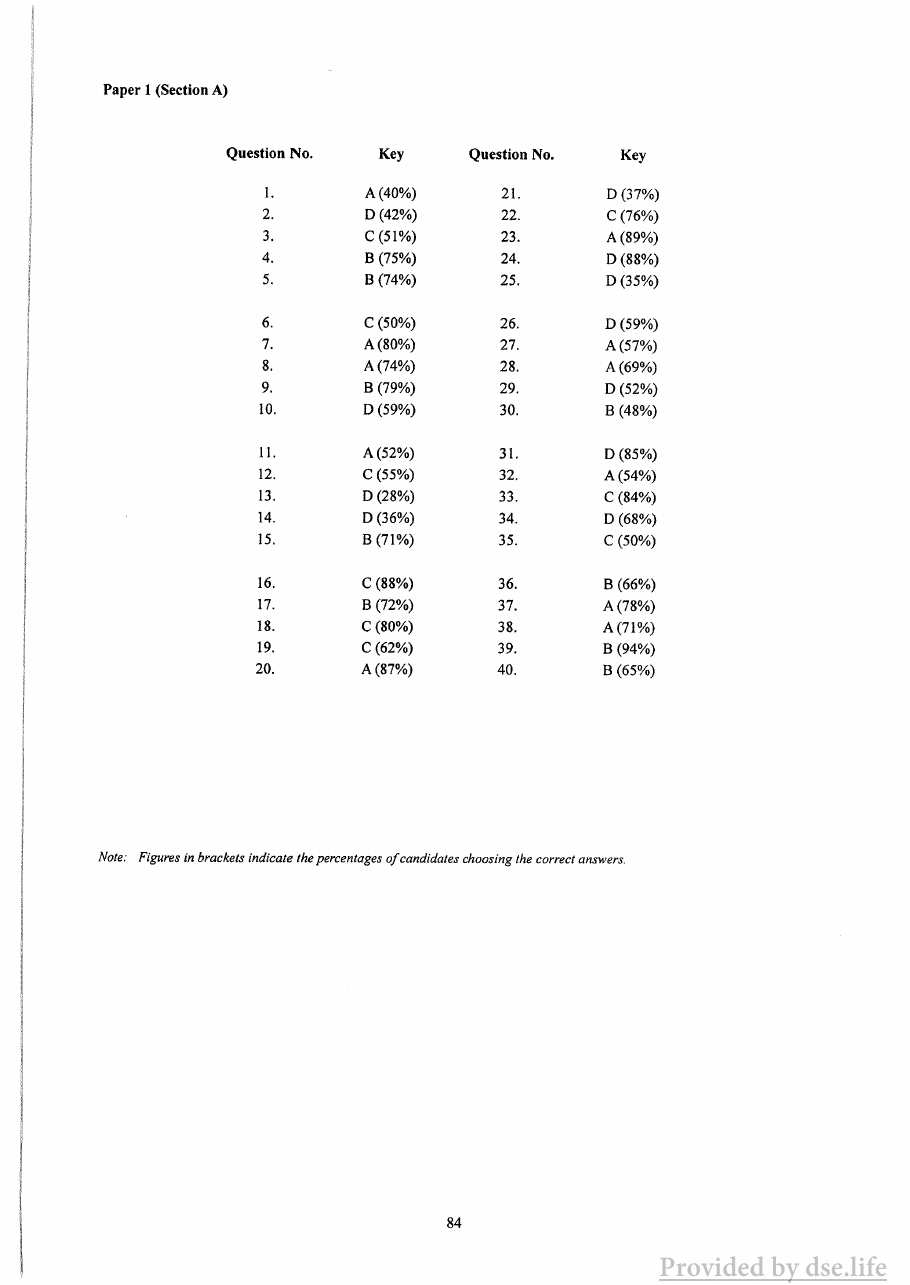 Paper 1 (Section A)
Question No. Key Question No. Key
1. A (40%) 21. D (37%)
2. D (42%) 22. C (76%)
3. C (51%) 23. A (89%)
4. B (75%) 24. D (88%)
5. B (74%) 25. D (35%)
6. C (50%) 26. D (59%)
7. A (80%) 27. A (57%)
8. A (74%) 28. A (69%)
9. B (79%) 29. D (52%)
10. D (59%) 30. B (48%)
11. A (52%) 31. D (85%)
12. C (55%) 32. A (54%)
13. D (28%) 33. C (84%)
14. D (36%) 34. D (68%)
15. B (71%) 35. C (50%)
16. C (88%) 36. B (66%)
17. B (72%) 37. A (78%)
18. C (80%) 38. A (71%)
19. C (62%) 39. B (94%)
20. A (87%) 40. B (65%)
Note: Figures in brackets indicate the percentages of candidates choosing the correct answers.
84
Provided by dse.life